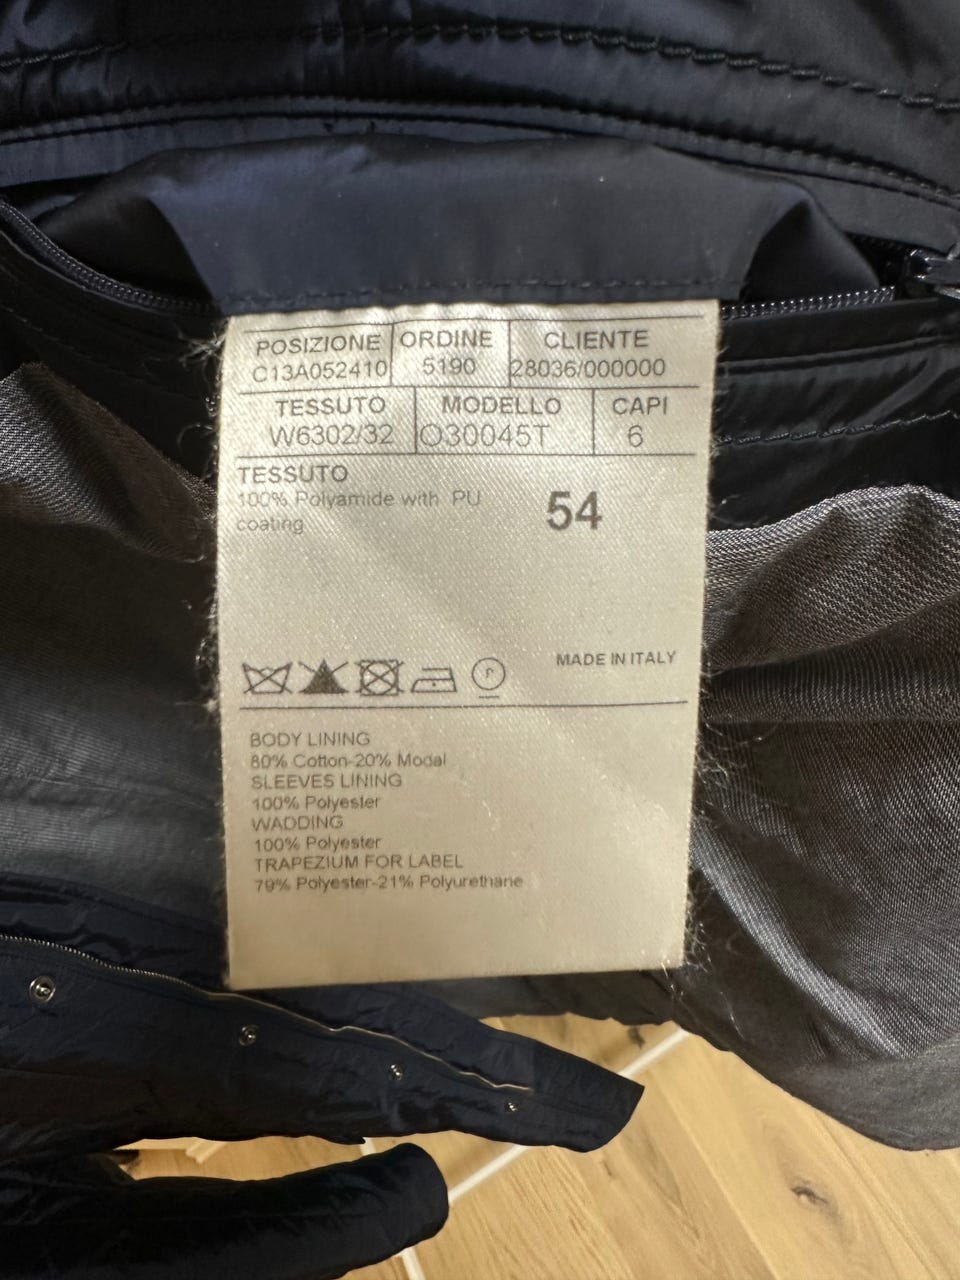 POSIZIONE ORDINE CLIENTE
C13A052410 5190 28036/000000
TESSUTO MODELLO CAPI
W6302/32 O30045T 6
TESSUTO
100% Polyamide with PU
coating
54
MADE IN ITALY
P
BODY LINING
80% Cotton-20% Modal
SLEEVES LINING
100% Polyester
WADDING
100% Polyester
TRAPEZIUM FOR LABEL
79% Polyester-21% Polyurethane